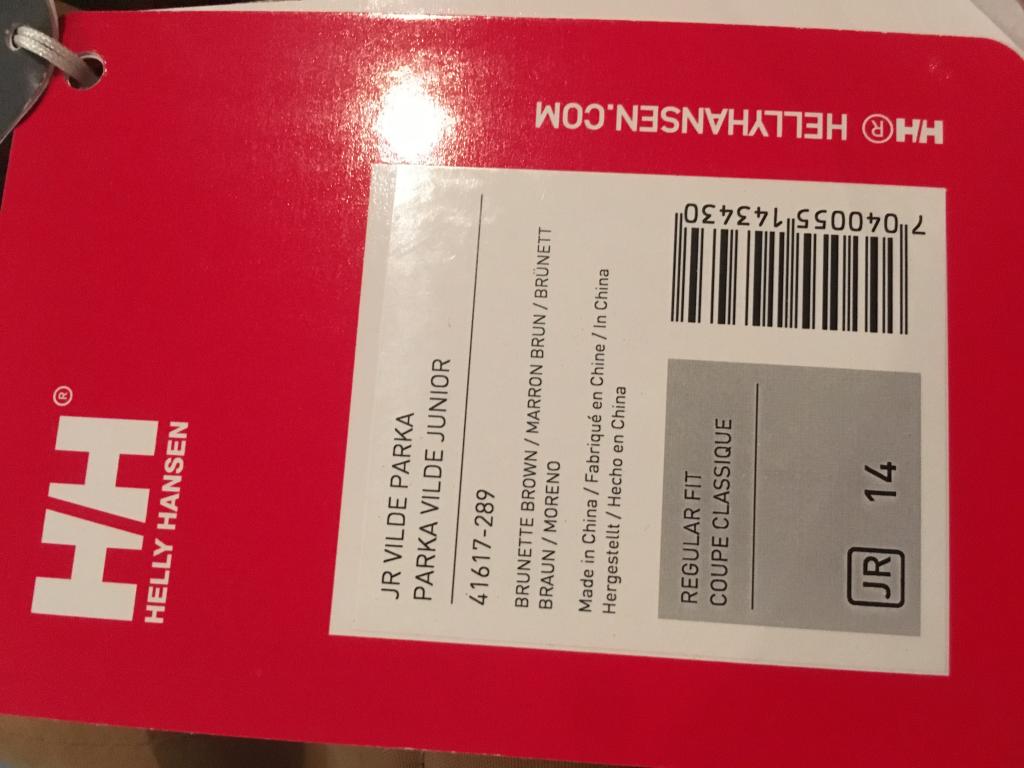 HH®
HELLY HANSEN
JR VILDE PARKA
PARKA VILDE JUNIOR
41617-289
BRUNETTE BROWN / MARRON BRUN / BRÜNETT
BRAUN / MORENO
Made in China / Fabriqué en Chine / In China
Hergestellt / Hecho en China
REGULAR FIT
COUPE CLASSIQUE
JR 14
7 040055 143430
HH® HELLYHANSEN.COM